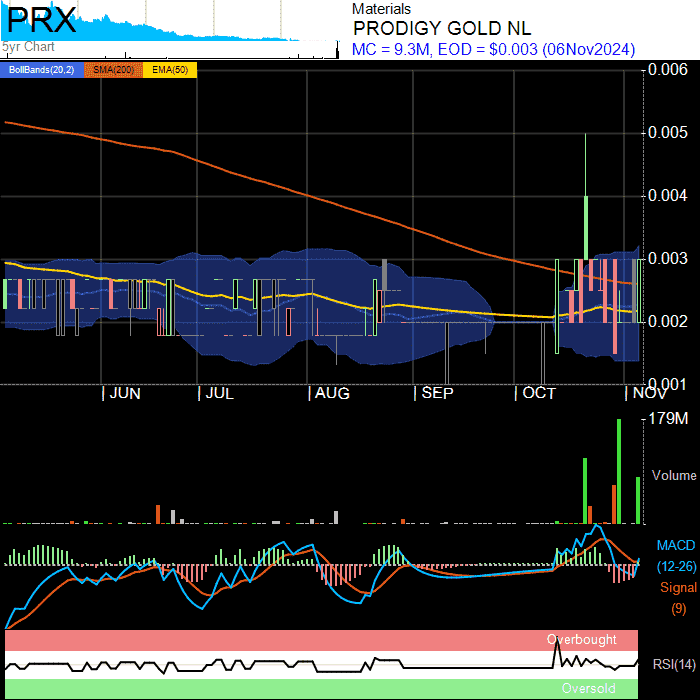 PRX
5yr Chart
Materials
PRODIGY GOLD NL
MC = 9.3M, EOD = $0.003 (06Nov2024)
BollBands(20,2) SMA(200) EMA(50)
0.006
0.005
0.004
0.003
0.002
0.001
JUN JUL AUG SEP OCT NOV
179M
Volume
MACD
(12-26)
Signal
(9)
Overbought
RSI(14)
Oversold